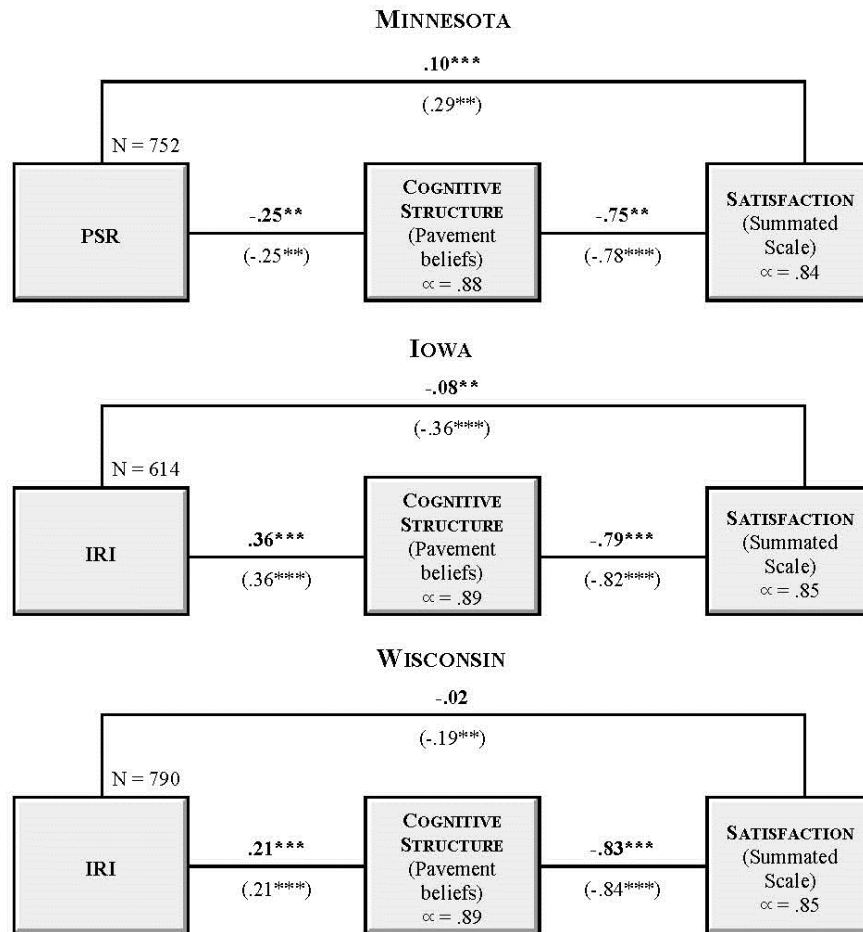 MINNESOTA
.10***
(.29**)
N = 752
PSR
-.25**
(-.25**)
COGNITIVE
STRUCTURE
(Pavement
beliefs)
∝ = .88
-.75**
(-.78***)
SATISFACTION
(Summated
Scale)
∝ = .84
IOWA
-.08**
(-.36***)
N = 614
IRI
.36***
(.36***)
COGNITIVE
STRUCTURE
(Pavement
beliefs)
∝ = .89
-.79***
(-.82***)
SATISFACTION
(Summated
Scale)
∝ = .85
WISCONSIN
-.02
(-.19**)
N = 790
IRI
.21***
(.21***)
COGNITIVE
STRUCTURE
(Pavement
beliefs)
∝ = .89
-.83***
(-.84***)
SATISFACTION
(Summated
Scale)
∝ = .85